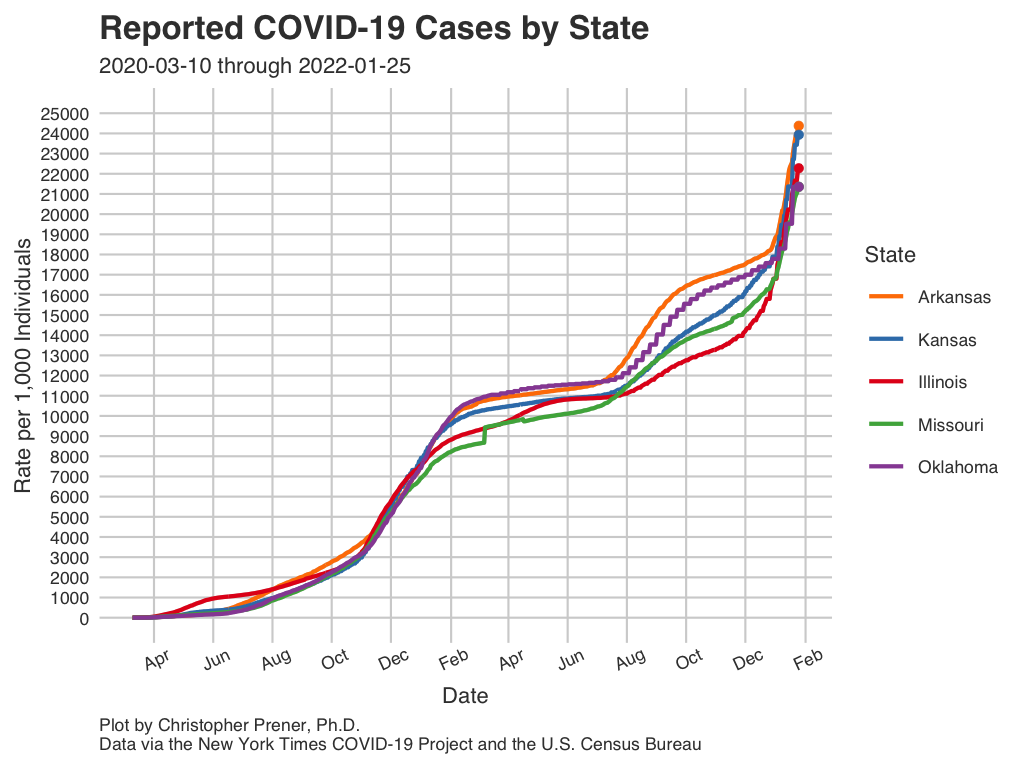 Reported COVID-19 Cases by State
2020-03-10 through 2022-01-25
25000
24000
23000
22000
21000
20000
19000
18000
17000
16000
15000
14000
13000
12000
11000
10000
9000
8000
7000
6000
5000
4000
3000
2000
1000
0
Rate per 1,000 Individuals
Apr Jun Aug Oct Dec Feb Apr Jun Aug Oct Dec Feb
Date
State
Arkansas
Kansas
Illinois
Missouri
Oklahoma
Plot by Christopher Prener, Ph.D.
Data via the New York Times COVID-19 Project and the U.S. Census Bureau